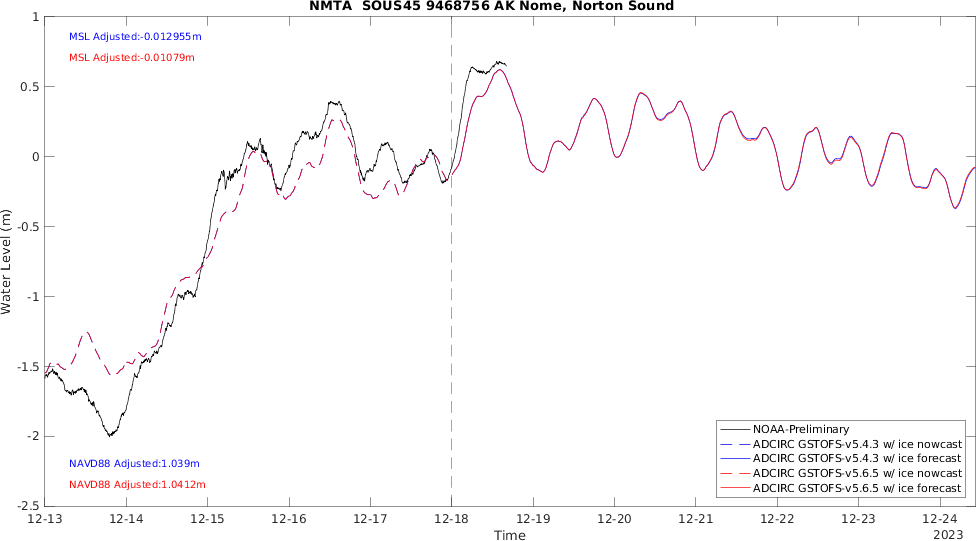 NMTA SOUS45 9468756 AK Nome, Norton Sound
MSL Adjusted:-0.012955m
MSL Adjusted:-0.01079m
Water Level (m)
1
0.5
0
-0.5
-1
-1.5
-2
-2.5
NAVD88 Adjusted:1.039m
NAVD88 Adjusted:1.0412m
NOAA-Preliminary
ADCIRC GSTOFS-v5.4.3 w/ ice nowcast
ADCIRC GSTOFS-v5.4.3 w/ ice forecast
ADCIRC GSTOFS-v5.6.5 w/ ice nowcast
ADCIRC GSTOFS-v5.6.5 w/ ice forecast
12-13 12-14 12-15 12-16 12-17 12-18 12-19 12-20 12-21 12-22 12-23 12-24
Time
2023